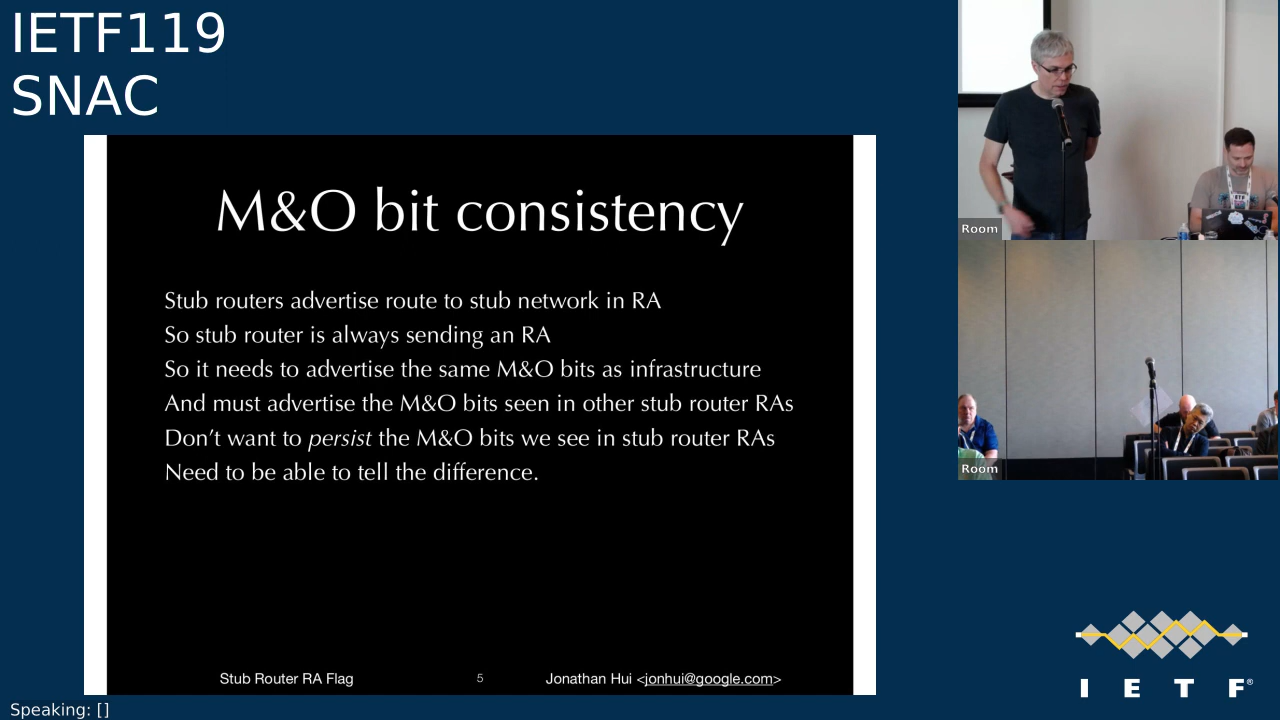 IETF119
SNAC
M&O bit consistency
Stub routers advertise route to stub network in RA
So stub router is always sending an RA
So it needs to advertise the same M&O bits as infrastructure
And must advertise the M&O bits seen in other stub router RAs
Don’t want to persist the M&O bits we see in stub router RAs
Need to be able to tell the difference.
Stub Router RA Flag
5
Jonathan Hui <jonhui@google.com>
Room
Room
I E T F®
Speaking: []